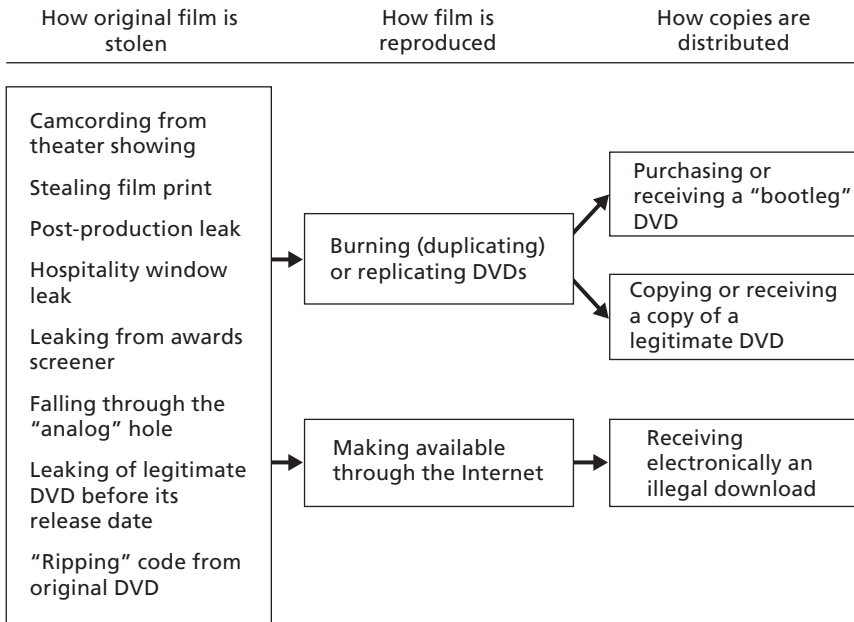 How original film is
stolen
How film is
reproduced
How copies are
distributed
Camcording from
theater showing
Stealing film print
Post-production leak
Hospitality window
leak
Leaking from awards
screener
Falling through the
“analog” hole
Leaking of legitimate
DVD before its
release date
“Ripping” code from
original DVD
Burning (duplicating)
or replicating DVDs
Making available
through the Internet
Purchasing or
receiving a “bootleg”
DVD
Copying or receiving
a copy of a
legitimate DVD
Receiving
electronically an
illegal download